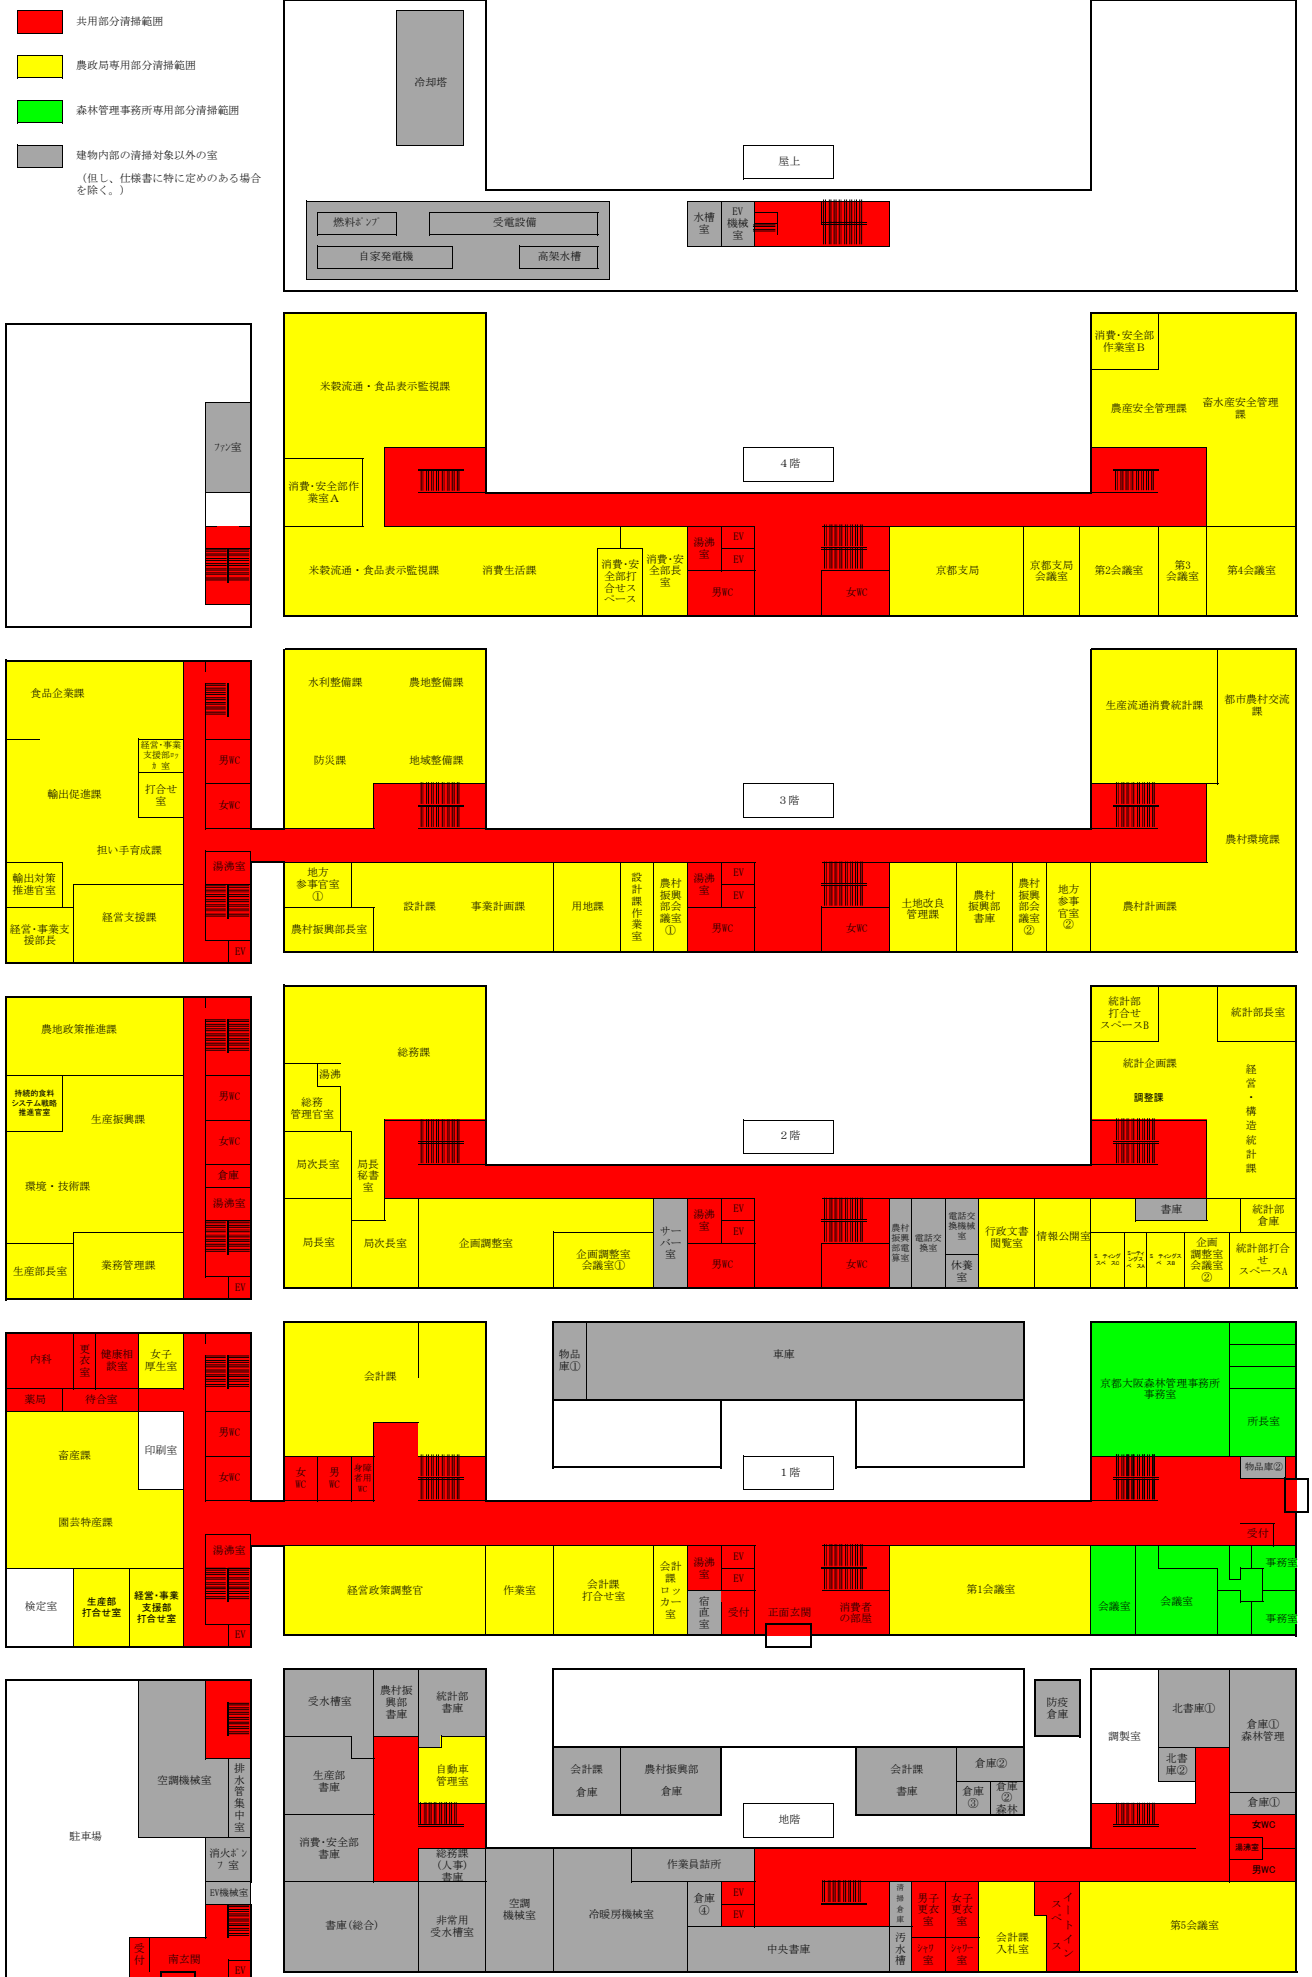 共用部分清掃範囲
農政局専用部分清掃範囲
森林管理事務所専用部分清掃範囲
建物内部の清掃対象以外の室
（但し、仕様書に特に定めのある場合
を除く。）
冷却塔
屋上
燃料ﾎﾟﾝﾌﾟ
受電設備
自家発電機
高架水槽
水槽
室
EV
機械
室
ﾌｧﾝ室
米穀流通・食品表示監視課
消費･安全部作
業室Ａ
米穀流通・食品表示監視課
消費生活課
消費･安
全部打
合せス
ペース
消費･安
全部長
室
湯沸
室
EV
EV
男WC
女WC
４階
京都支局
京都支局
会議室
第2会議室
第3
会議室
第4会議室
消費･安全部
作業室Ｂ
農産安全管理課
畜水産安全管理
課
食品企業課
経営･事業
支援部ﾛｯ
ｶ 室
打合せ
室
輸出促進課
担い手育成課
輸出対策
推進官室
経営･事業支
援部長
経営支援課
男WC
女WC
湯沸室
EV
水利整備課
農地整備課
防災課
地域整備課
地方
参事官室
①
農村振興部長室
設計課
事業計画課
用地課
設
計
課
作
業
室
農村
振興
部会
議室
①
湯沸
室
EV
EV
男WC
女WC
３階
土地改良
管理課
農村
振興部
書庫
農村
振興
部会
議室
②
地方
参事
官室
②
農村計画課
生産流通消費統計課
都市農村交流
課
農村環境課
農地政策推進課
持続的食料
システム戦略
推進官室
生産振興課
環境・技術課
生産部長室
業務管理課
男WC
女WC
倉庫
湯沸室
EV
総務課
湯沸
総務
管理官室
局次長室
局長
秘書
室
局長室
局次長室
企画調整室
企画調整室
会議室①
サー
バー
室
湯沸
室
EV
EV
男WC
女WC
２階
農村
振興
部電
算室
電話交
換室
電話交
換機械
室
休養
室
行政文書
閲覧室
情報公開室
統計部
打合せ
スペースB
統計部長室
統計企画課
調整課
経
営
・
構
造
統
計
課
書庫
統計部
倉庫
企画
調整室
会議室
②
統計部打合
せ
スペースA
内科
更
衣
室
健康相
談室
女子
厚生室
薬局
待合室
畜産課
印刷室
園芸特産課
検定室
生産部
打合せ室
経営･事業
支援部
打合せ室
男WC
女WC
湯沸室
EV
会計課
女
WC
男
WC
身障
者用
WC
経営政策調整官
作業室
会計課
打合せ室
会計
課
ロッ
カー
室
湯沸
室
宿
直
室
EV
EV
受付
正面玄関
消費者
の部屋
物品
庫①
車庫
１階
第1会議室
京都大阪森林管理事務所
事務室
所長室
物品庫②
受付
会議室
会議室
事務室
事務室
駐車場
空調機械室
排
水
管
集
中
室
消火ﾎﾟﾝ
ﾌﾟ室
EV機械室
受
付
南玄関
EV
受水槽室
農村振
興部
書庫
統計部
書庫
生産部
書庫
自動車
管理室
消費･安全部
書庫
総務課
(人事)
書庫
書庫(総合)
非常用
受水槽室
空調
機械室
冷暖房機械室
作業員詰所
倉庫
④
EV
EV
中央書庫
会計課
倉庫
農村振興部
倉庫
地階
会計課
書庫
倉庫②
倉庫
③
倉庫
②
森林
防疫
倉庫
清
掃
倉
庫
汚
水
槽
男子
更衣
室
女子
更衣
室
ｼｬﾜｰ
室
ｼｬﾜｰ
室
会計課
入札室
イートイン
スペース
第5会議室
調製室
北書庫①
北書
庫②
倉庫①
森林管理
倉庫①
女WC
湯沸室
男WC